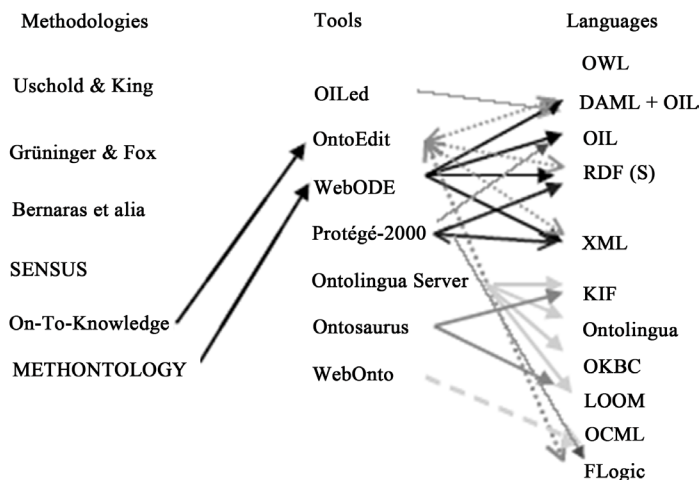 Methodologies
Tools
Languages
Uschold & King
Grüninger & Fox
Bernaras et alia
SENSUS
On-To-Knowledge
METHONTOLOGY
OILed
OntoEdit
WebODE
Protégé-2000
Ontolingua Server
Ontosaurus
WebOnto
OWL
DAML + OIL
OIL
RDF (S)
XML
KIF
Ontolingua
OKBC
LOOM
OCML
FLogic